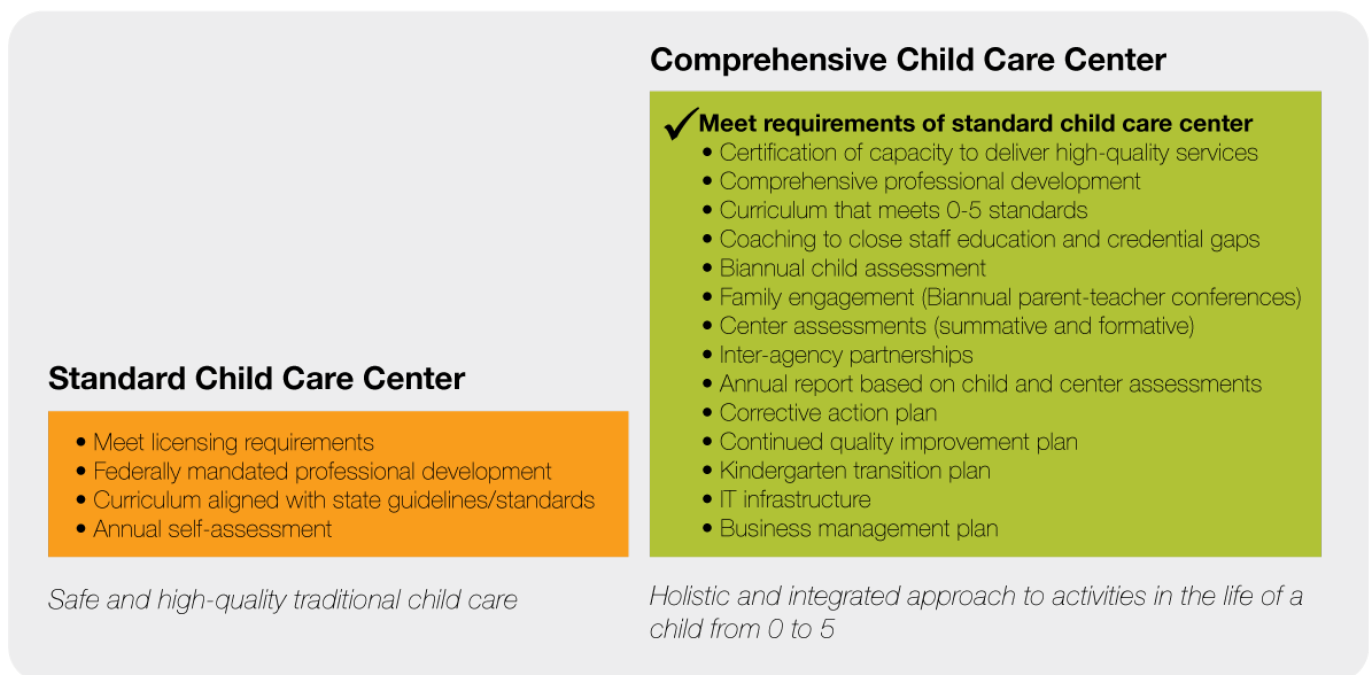 Standard Child Care Center
• Meet licensing requirements
• Federally mandated professional development
• Curriculum aligned with state guidelines/standards
• Annual self-assessment
Safe and high-quality traditional child care
Comprehensive Child Care Center
✓Meet requirements of standard child care center
• Certification of capacity to deliver high-quality services
• Comprehensive professional development
• Curriculum that meets 0-5 standards
• Coaching to close staff education and credential gaps
• Biannual child assessment
• Family engagement (Biannual parent-teacher conferences)
• Center assessments (summative and formative)
• Inter-agency partnerships
• Annual report based on child and center assessments
• Corrective action plan
• Continued quality improvement plan
• Kindergarten transition plan
• IT infrastructure
• Business management plan
Holistic and integrated approach to activities in the life of a
child from 0 to 5